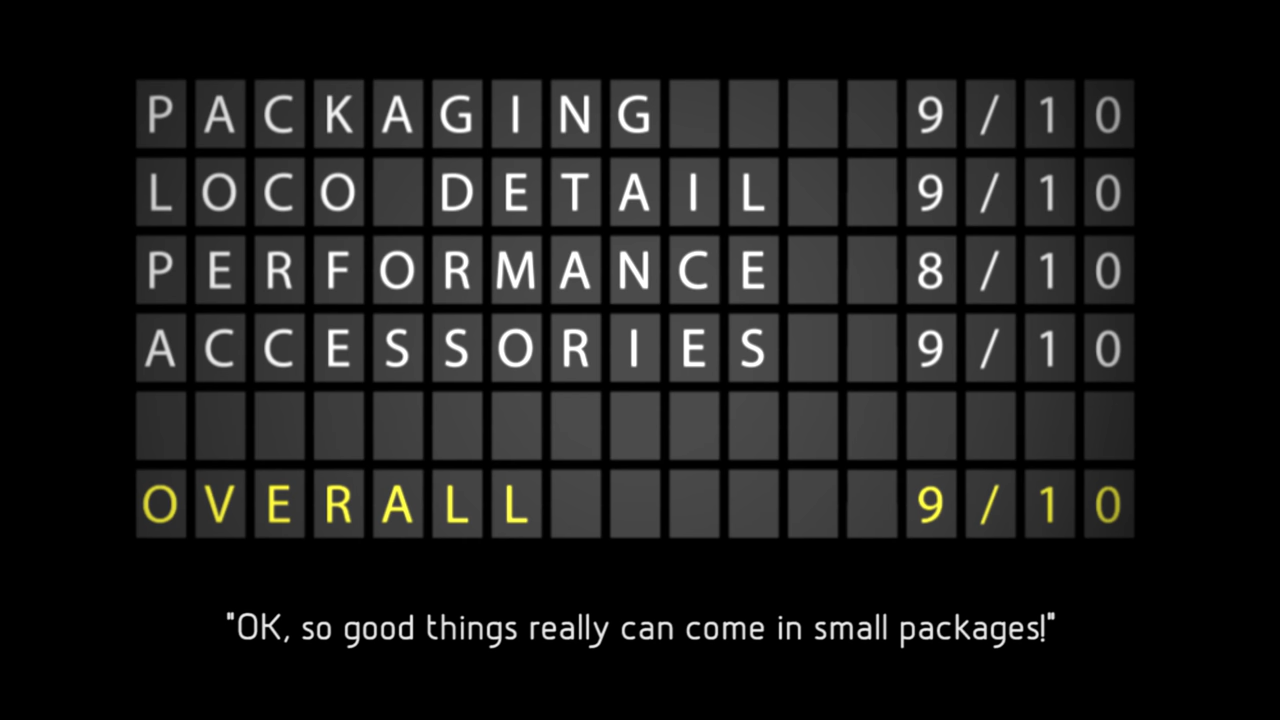 PACKAGING 9/10
LOCO DETAIL 9/10
PERFORMANCE 8/10
ACCESSORIES 9/10
OVERALL 9/10
"OK, so good things really can come in small packages!"